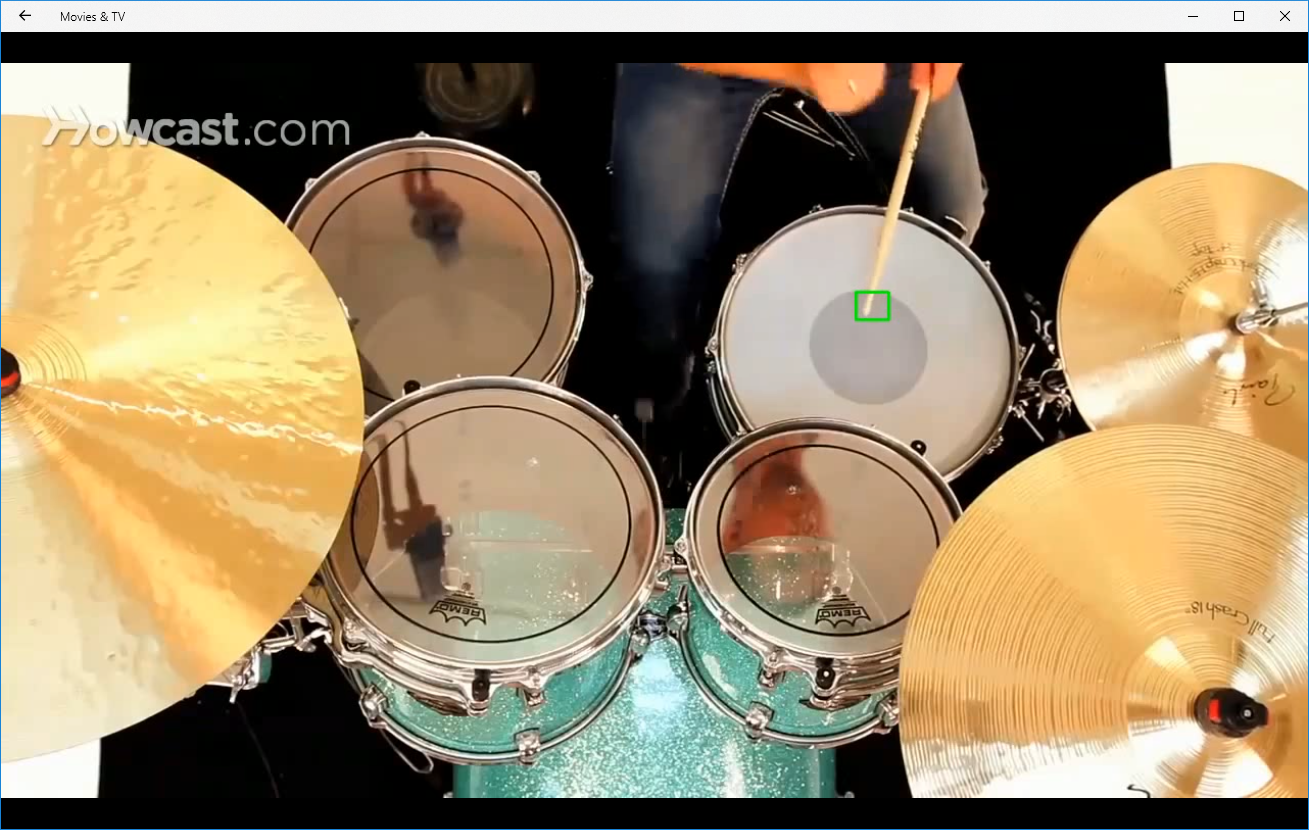 Movies & TV
Howcast.com
REMO
REMO
Full Crash 18"